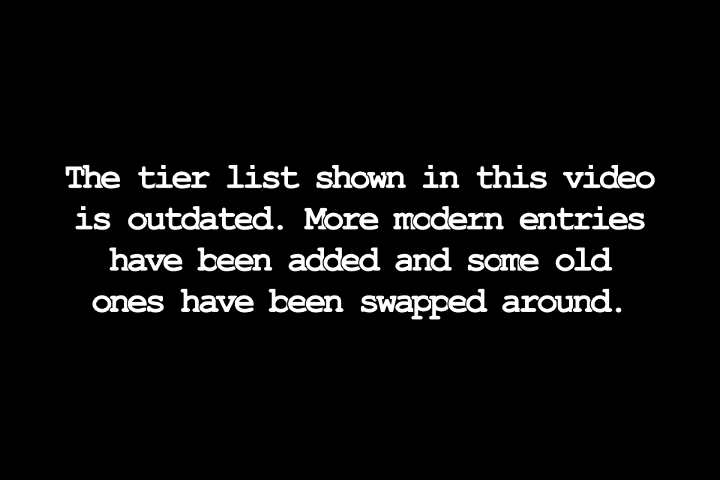 The tier list shown in this video
is outdated. More modern entries
have been added and some old
ones have been swapped around.